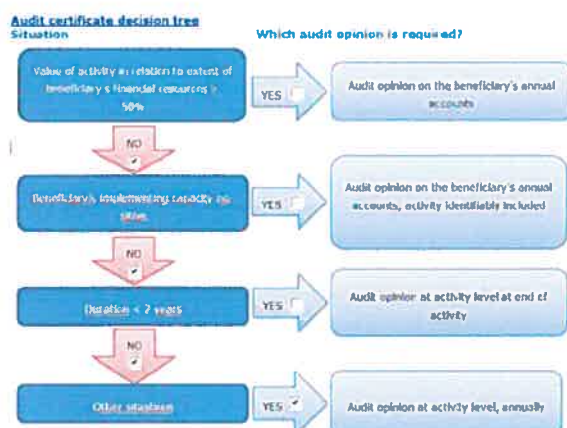 Audit certificate decision tree
Situation
Which audit opinion is required?
Value of activity in relation to extent of
beneficiary's financial resources >
50%
YES
Audit opinion on the beneficiary's annual
accounts
NO
Beneficiary's implementing capacity
YES
Audit opinion on the beneficiary's annual
accounts, activity identifiably included
NO
Duration < 2 years
YES
Audit opinion at activity level at end of
activity
NO
Other situations
YES
Audit opinion at activity level, annually